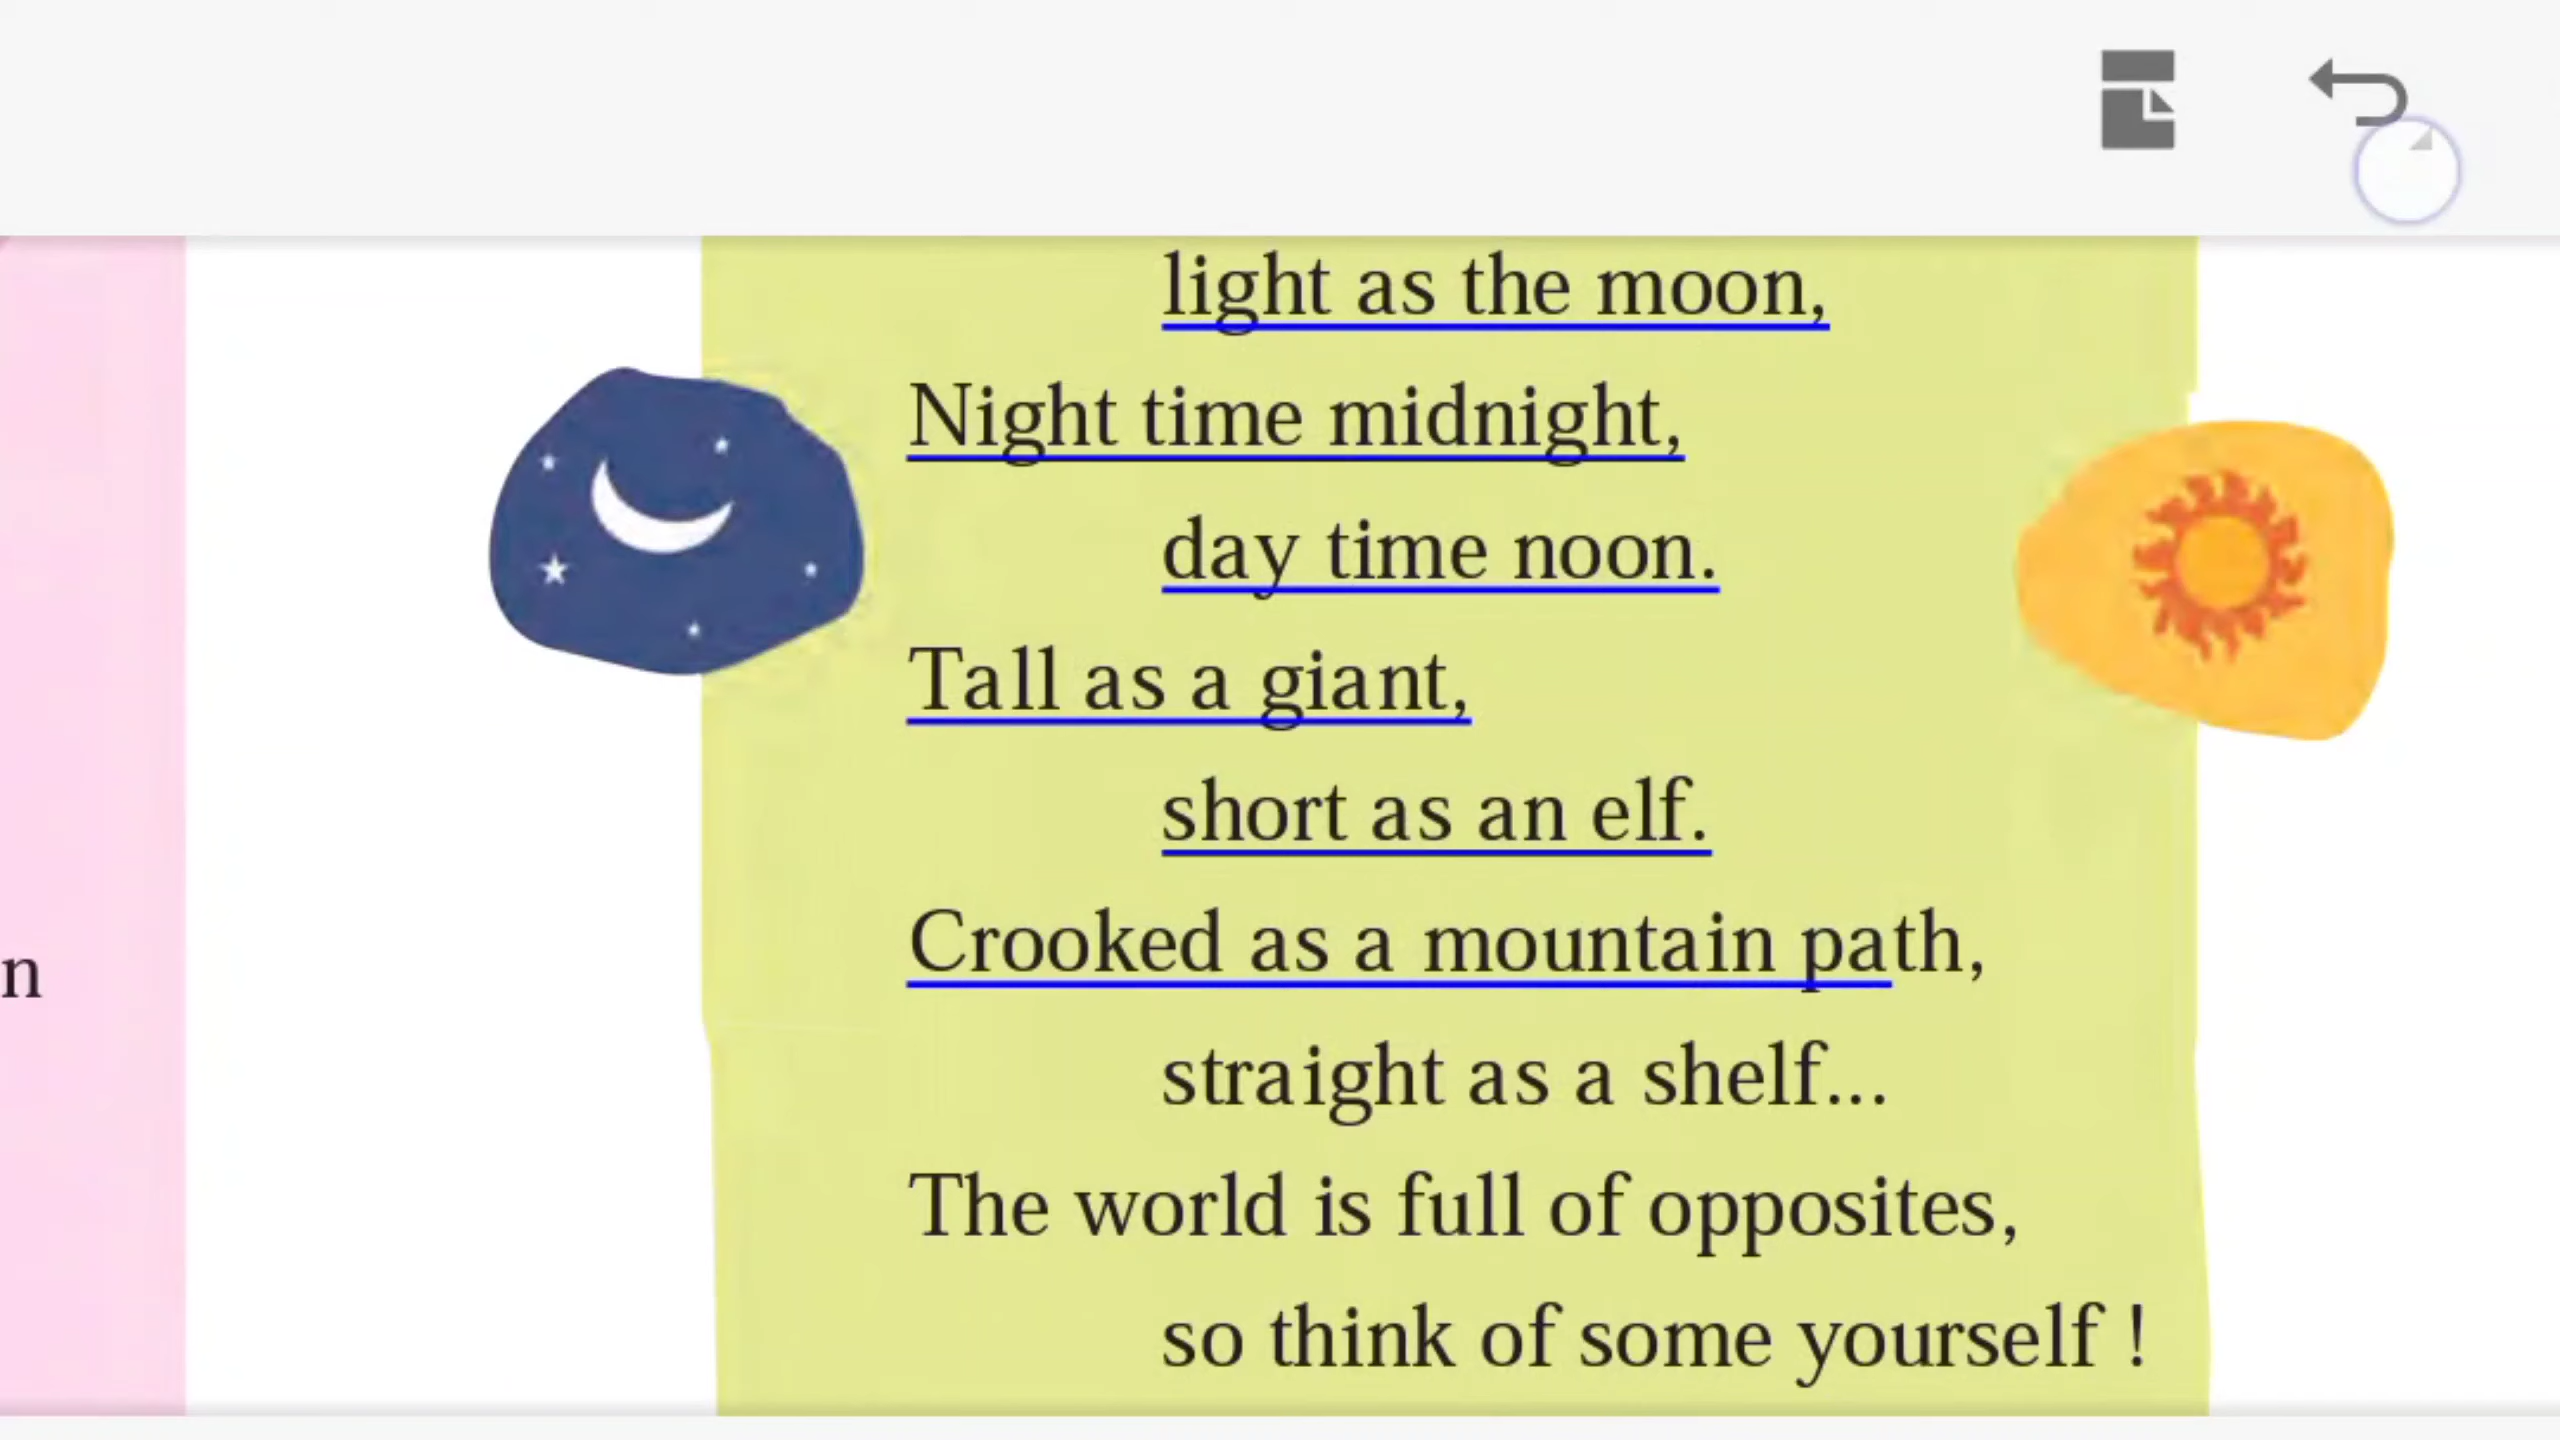 light as the moon,
Night time midnight,
day time noon.
Tall as a giant,
short as an elf.
Crooked as a mountain path,
n
straight as a shelf...
The world is full of opposites,
so think of some yourself !